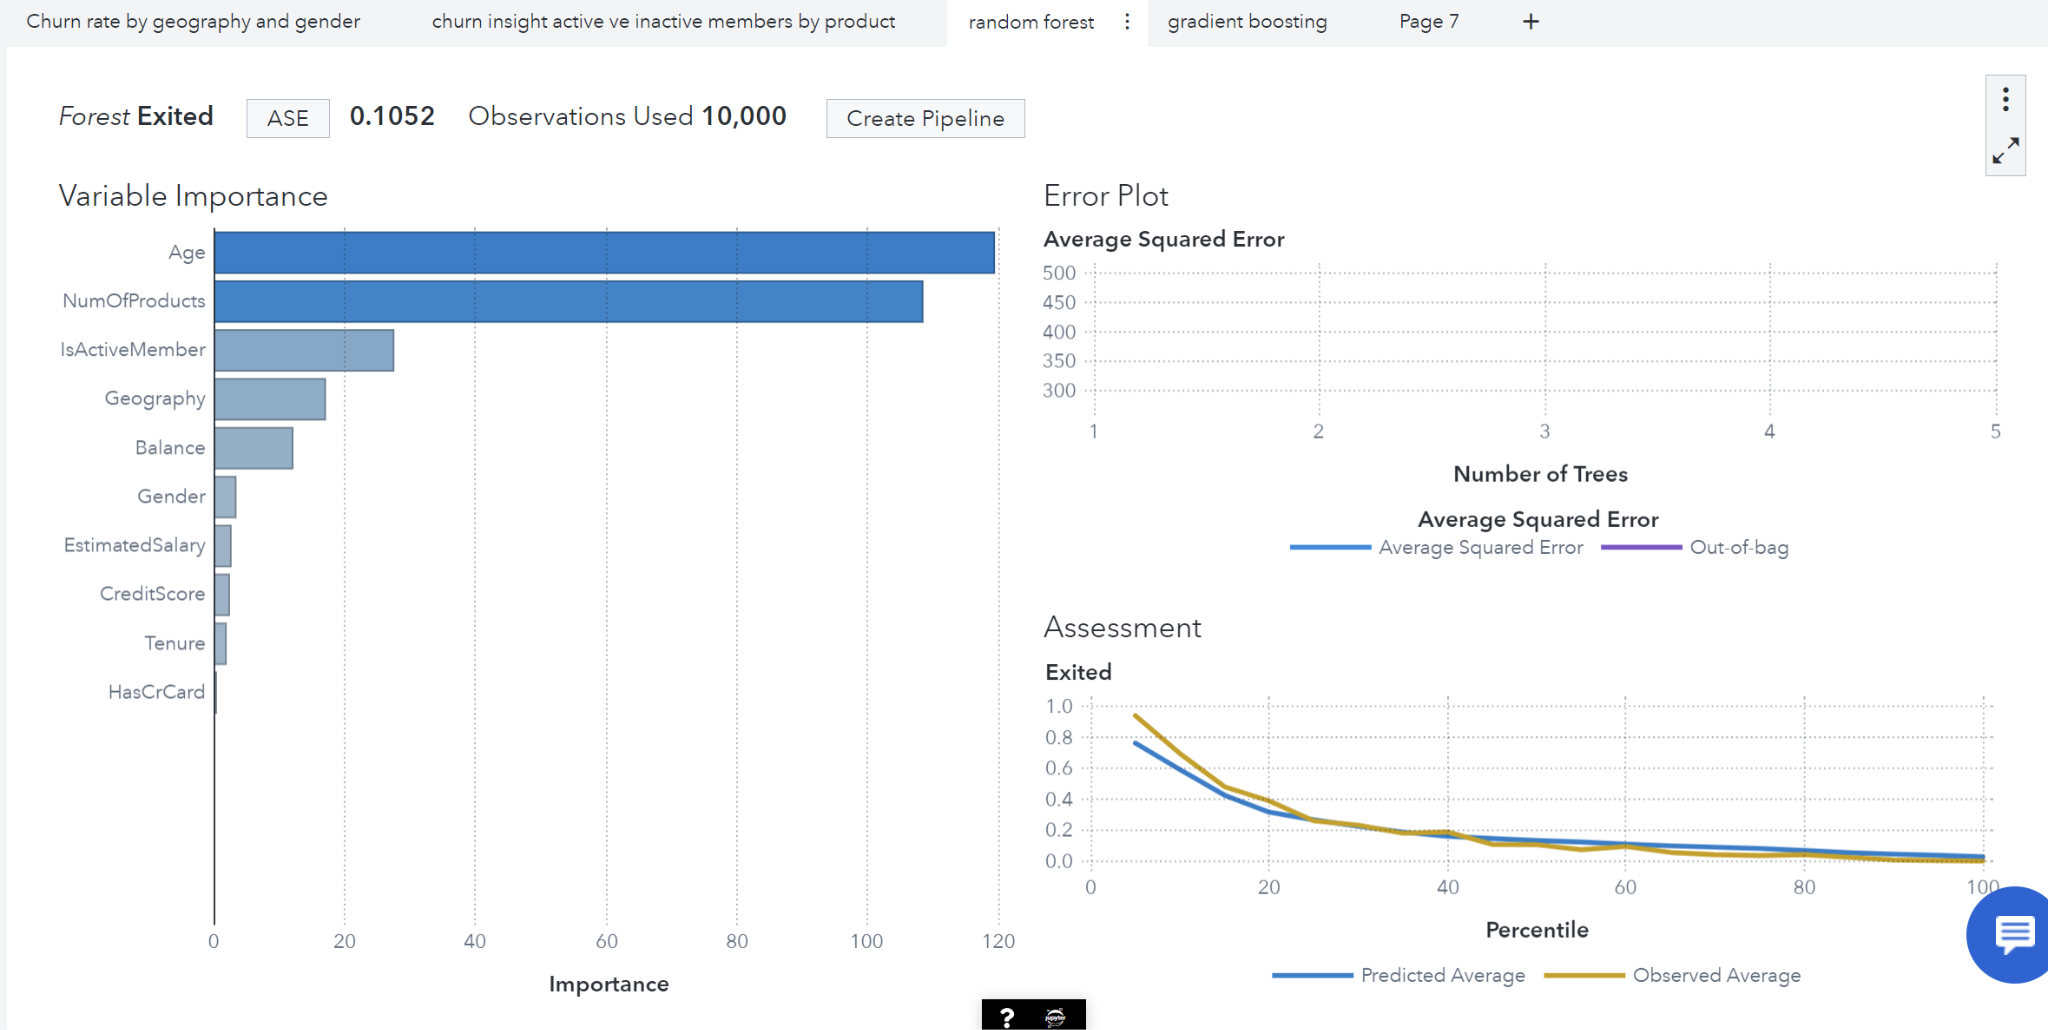 Churn rate by geography and gender
churn insight active ve inactive members by product
random forest
gradient boosting
Page 7
+
Forest Exited
ASE
0.1052
Observations Used 10,000
Create Pipeline
Variable Importance
Age
NumOfProducts
IsActiveMember
Geography
Balance
Gender
EstimatedSalary
CreditScore
Tenure
HasCrCard
0 20 40 60 80 100 120
Importance
Error Plot
Average Squared Error
500
450
400
350
300
1 2 3 4 5
Number of Trees
Average Squared Error
Average Squared Error Out-of-bag
Assessment
Exited
1.0
0.8
0.6
0.4
0.2
0.0
0 20 40 60 80 100
Percentile
Predicted Average Observed Average
?
jupyter